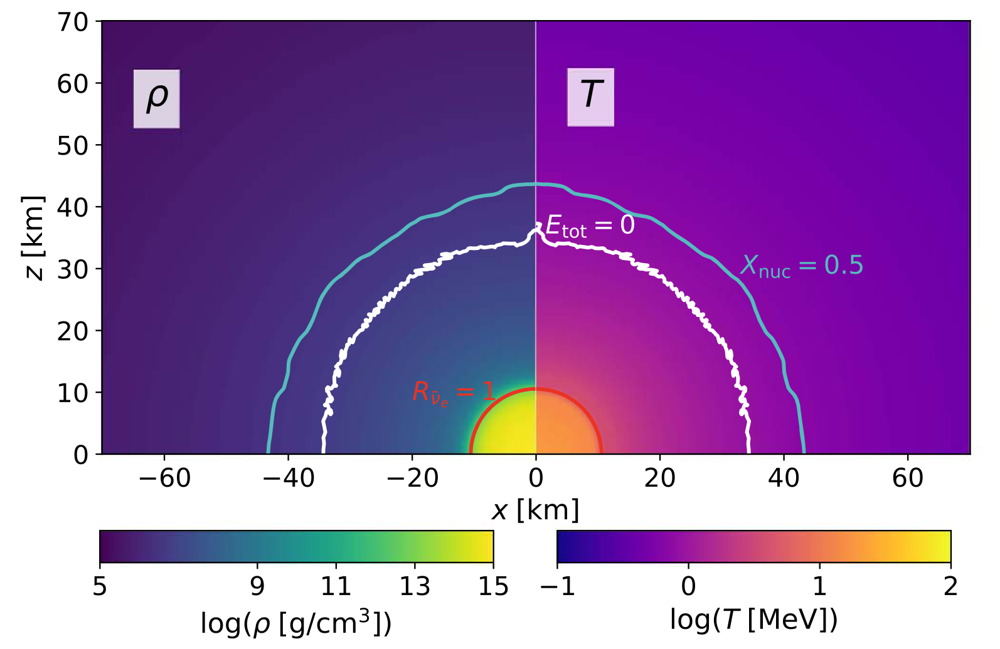 70
60
50
40
30
20
10
0
z [km]
ρ
T
E_tot = 0
X_nuc = 0.5
R_ν̄_e = 1
−60 −40 −20 0 20 40 60
x [km]
5 9 11 13 15
log(ρ [g/cm³])
−1 0 1 2
log(T [MeV])